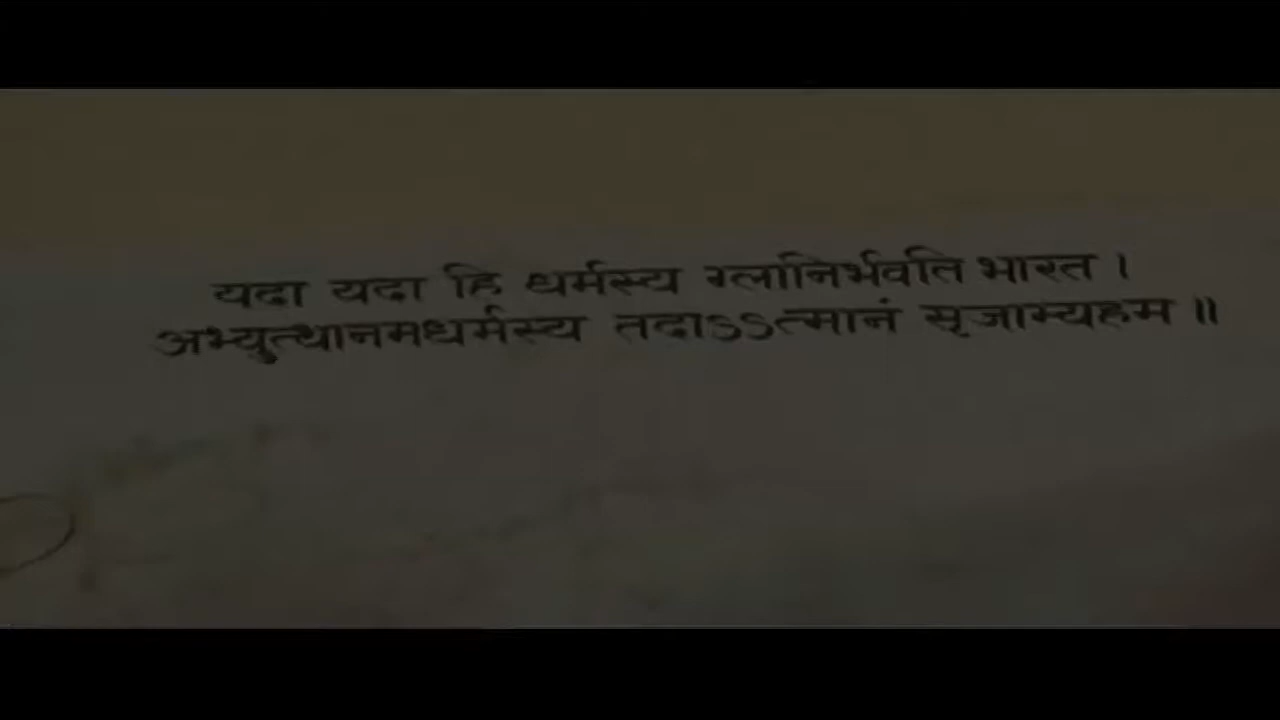 यदा यदा हि धर्मस्य ग्लानिर्भवति भारत ।
अभ्युत्थानमधर्मस्य तदाऽऽत्मानं सृजाम्यहम ॥